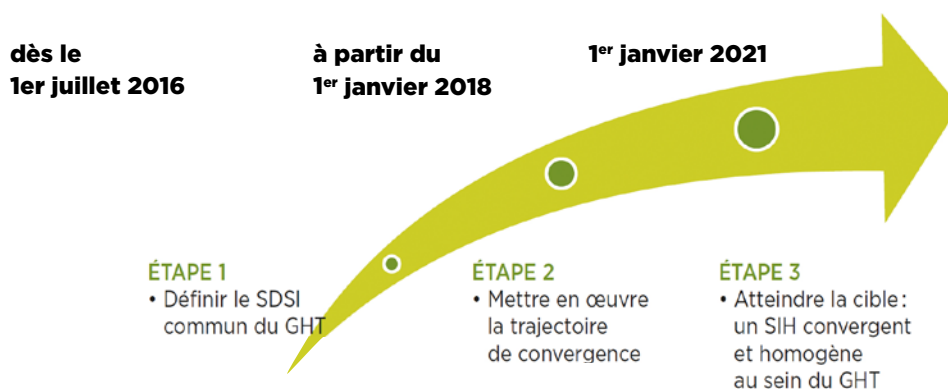 dès le
1er juillet 2016
à partir du
1er janvier 2018
1er janvier 2021
ÉTAPE 1
• Définir le SDSI
commun du GHT
ÉTAPE 2
• Mettre en œuvre
la trajectoire
de convergence
ÉTAPE 3
• Atteindre la cible :
un SIH convergent
et homogène
au sein du GHT